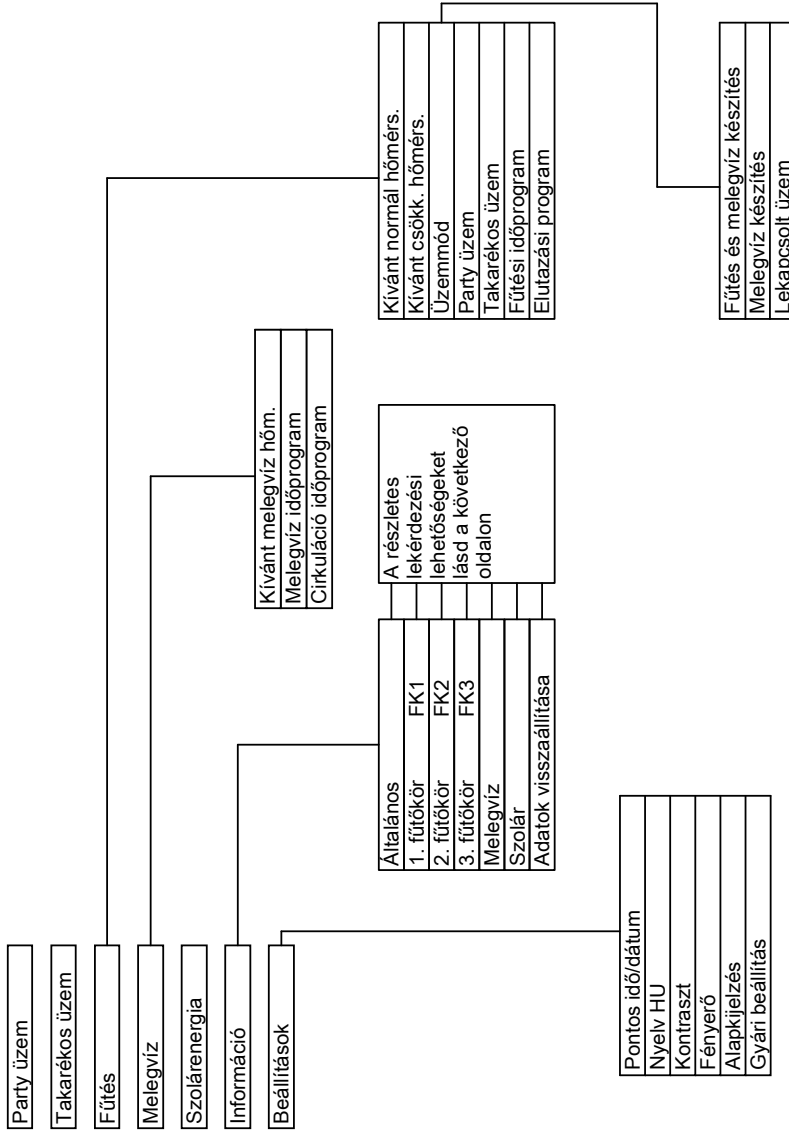 Party üzem
Takarékos üzem
Fűtés
Melegvíz
Szolárenergia
Információ
Beállítások
Kívánt normál hőmérs.
Kívánt csökk. hőmérs.
Üzemmód
Party üzem
Takarékos üzem
Fűtési időprogram
Elutazási program
Fűtés és melegvíz készítés
Melegvíz készítés
Lekapcsolt üzem
Kívánt melegvíz hőm.
Melegvíz időprogram
Cirkuláció időprogram
Általános
1. fűtőkör FK1
2. fűtőkör FK2
3. fűtőkör FK3
Melegvíz
Szolár
Adatok visszaállítása
A részletes
lekérdezési
lehetőségeket
lásd a következő
oldalon
Pontos idő/dátum
Nyelv HU
Kontraszt
Fényerő
Alapkijelzés
Gyári beállítás